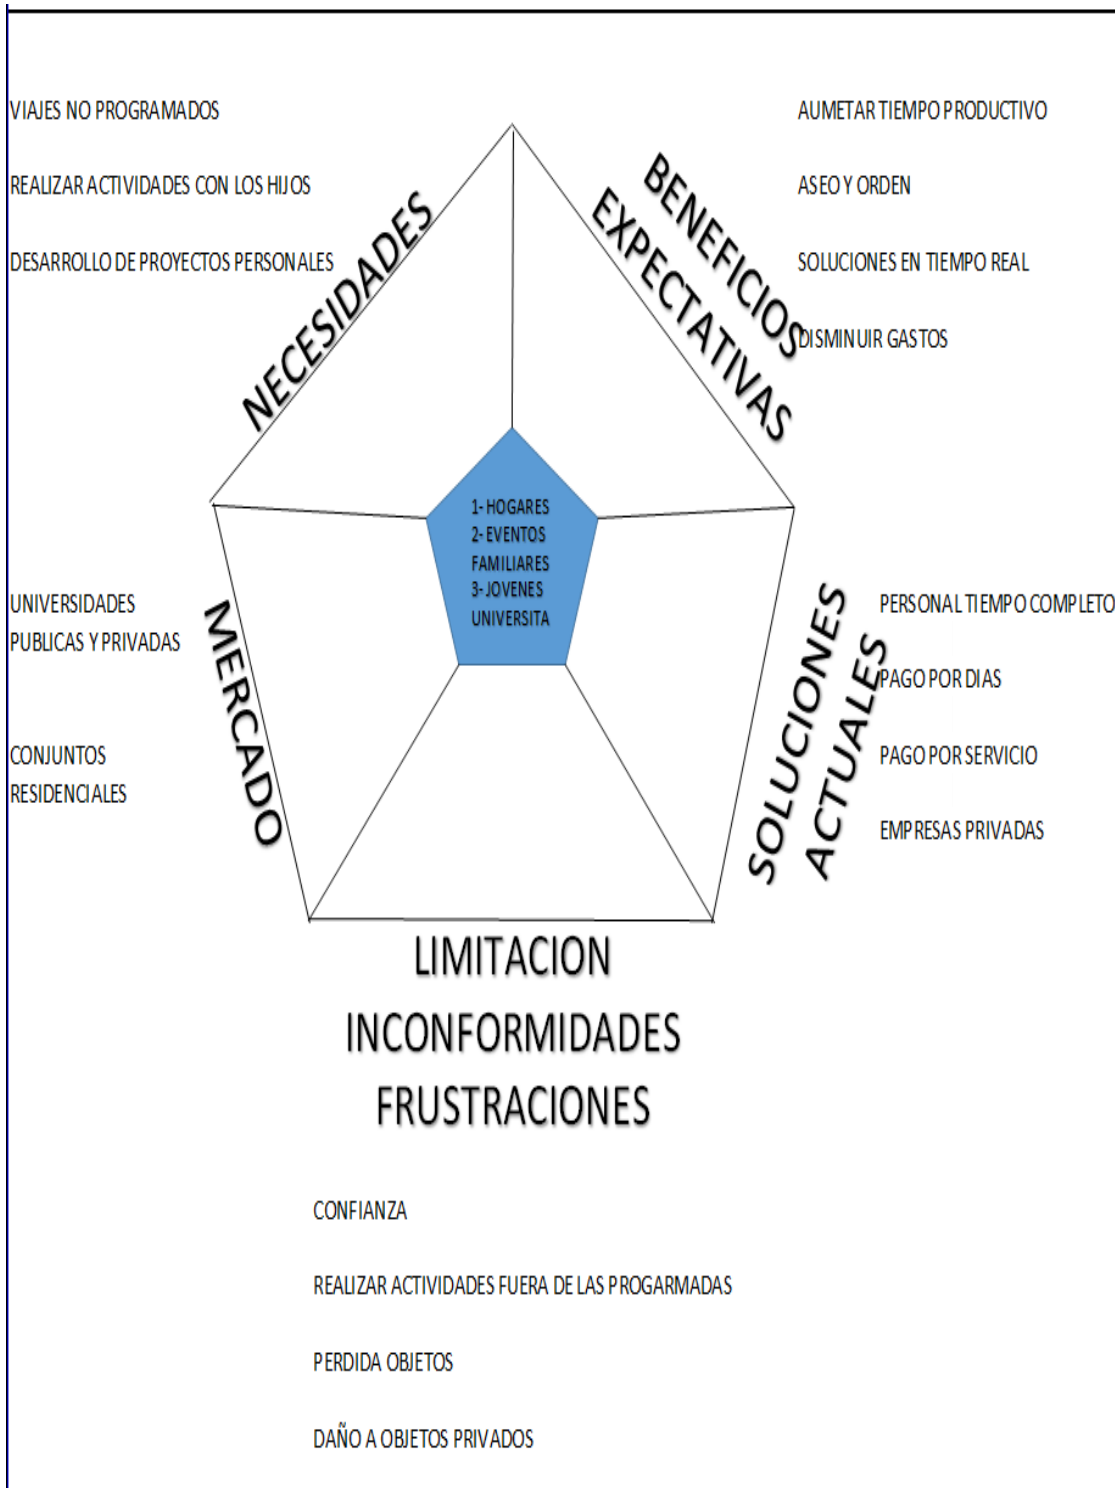 VIAJES NO PROGRAMADOS
REALIZAR ACTIVIDADES CON LOS HIJOS
DESARROLLO DE PROYECTOS PERSONALES
NECESIDADES
BENEFICIOS
EXPECTATIVAS
AUMETAR TIEMPO PRODUCTIVO
ASEO Y ORDEN
SOLUCIONES EN TIEMPO REAL
DISMINUIR GASTOS
1- HOGARES
2- EVENTOS
FAMILIARES
3- JOVENES
UNIVERSITA
UNIVERSIDADES
PUBLICAS Y PRIVADAS
CONJUNTOS
RESIDENCIALES
MERCADO
SOLUCIONES
ACTUALES
PERSONAL TIEMPO COMPLETO
PAGO POR DIAS
PAGO POR SERVICIO
EMPRESAS PRIVADAS
LIMITACION
INCONFORMIDADES
FRUSTRACIONES
CONFIANZA
REALIZAR ACTIVIDADES FUERA DE LAS PROGARMADAS
PERDIDA OBJETOS
DAÑO A OBJETOS PRIVADOS